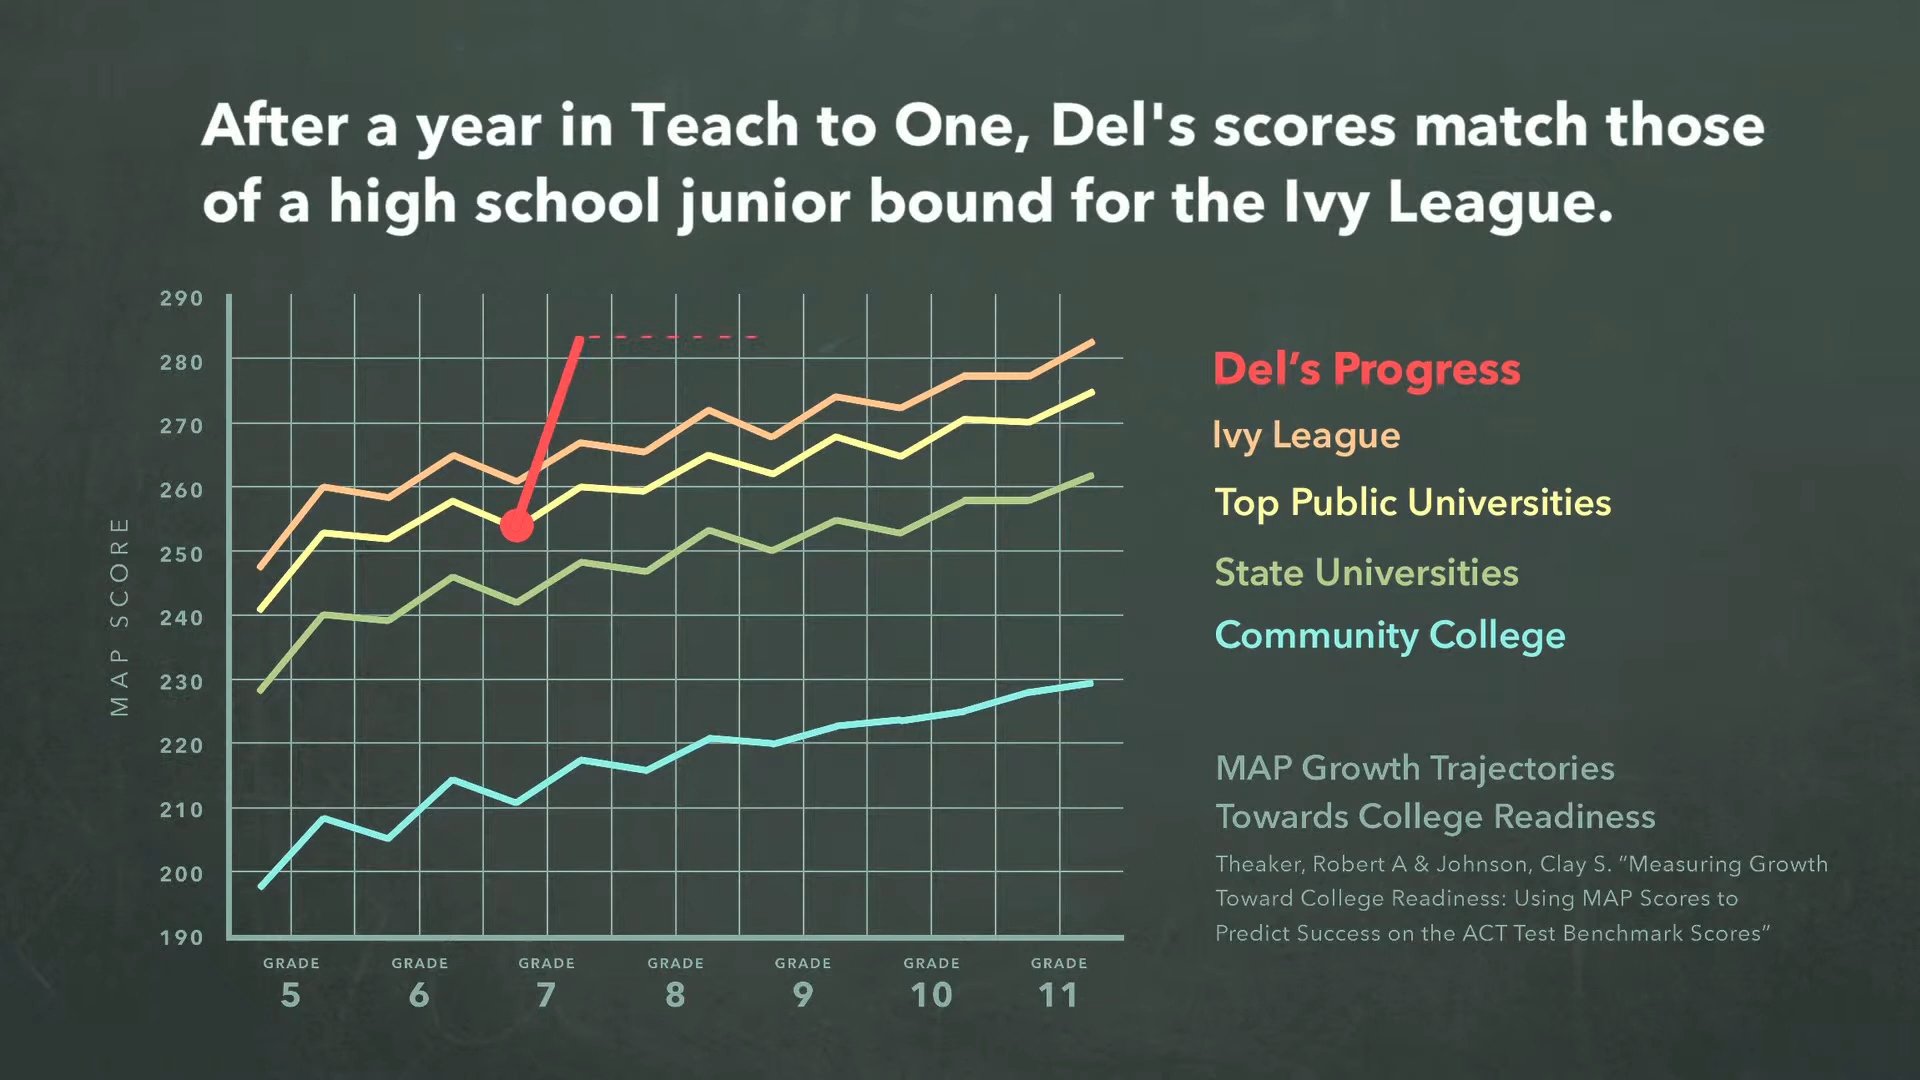 After a year in Teach to One, Del's scores match those
of a high school junior bound for the Ivy League.
290
280
270
260
250
240
230
220
210
200
190
MAP SCORE
GRADE GRADE GRADE GRADE GRADE GRADE GRADE
5 6 7 8 9 10 11
Del’s Progress
Ivy League
Top Public Universities
State Universities
Community College
MAP Growth Trajectories
Towards College Readiness
Theaker, Robert A & Johnson, Clay S. “Measuring Growth
Toward College Readiness: Using MAP Scores to
Predict Success on the ACT Test Benchmark Scores”